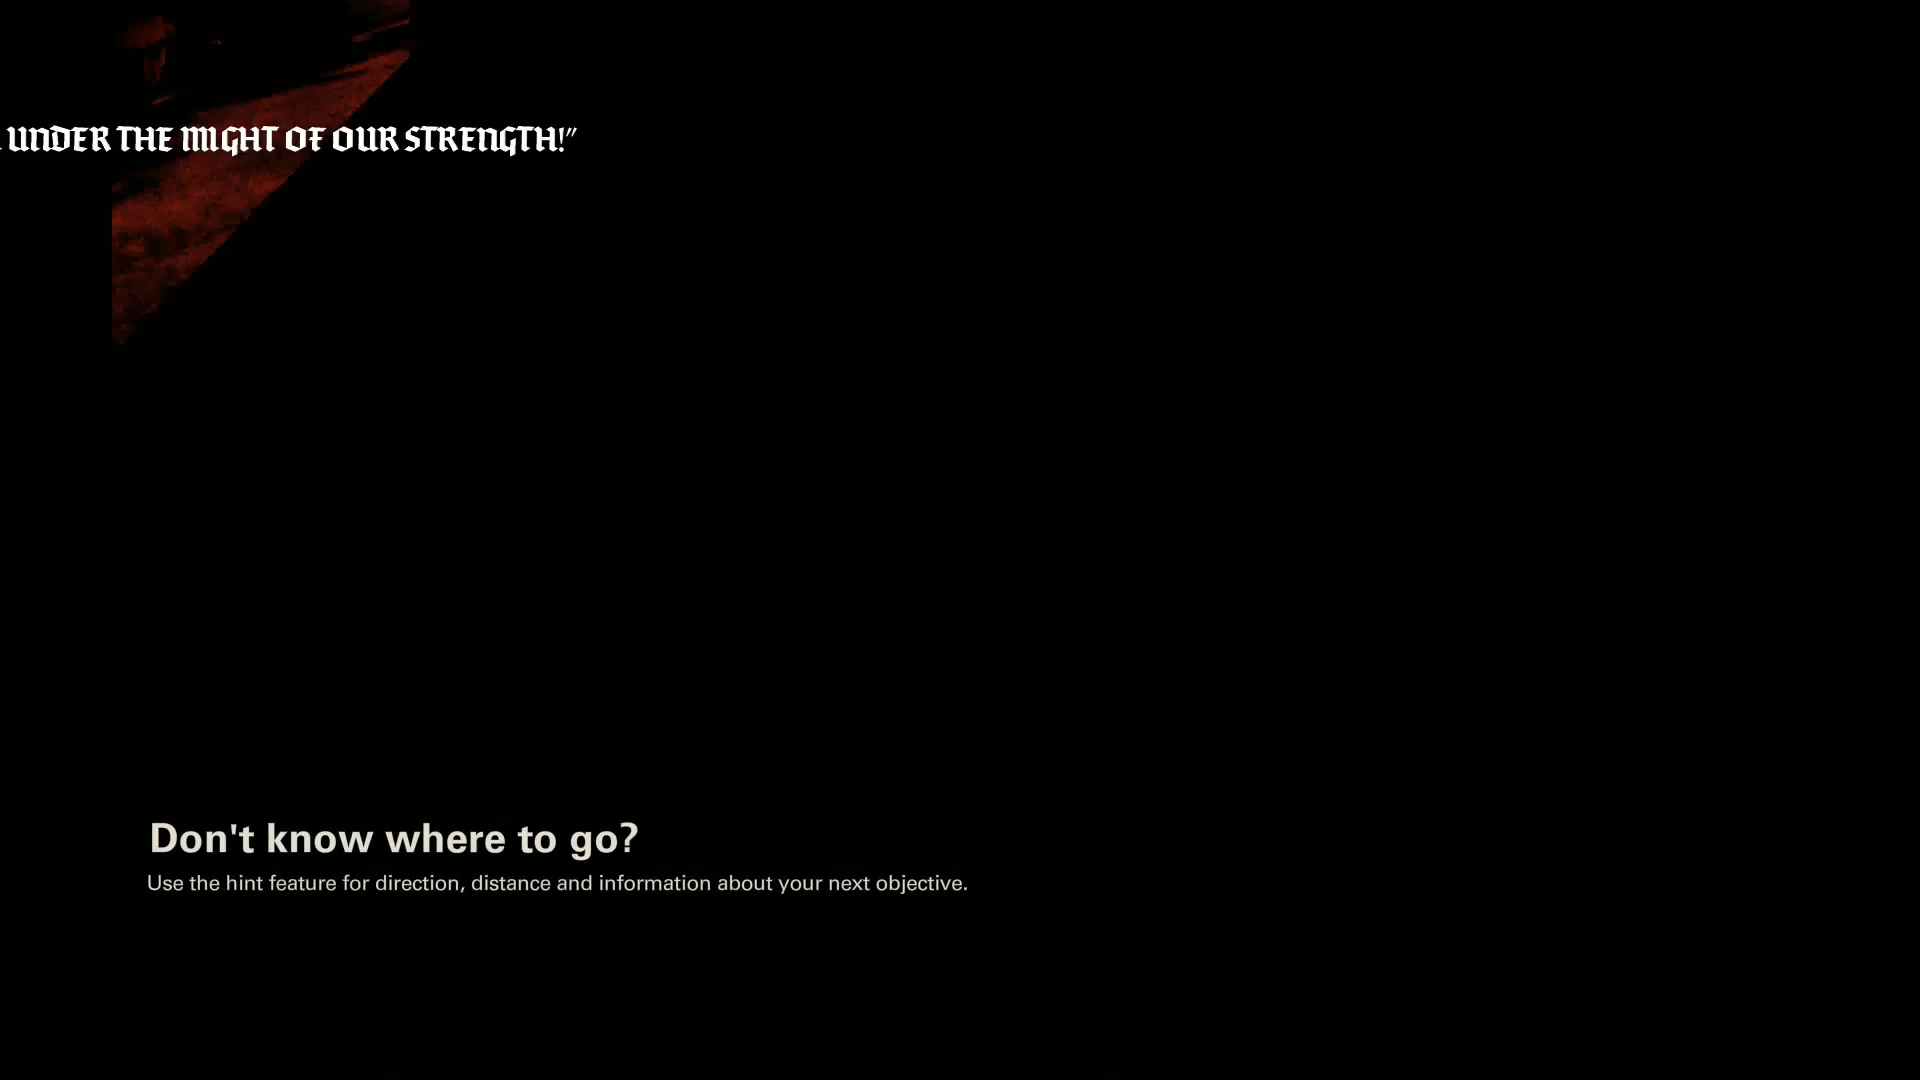 UNDER THE MIGHT OF OUR STRENGTH!"
Don't know where to go?
Use the hint feature for direction, distance and information about your next objective.